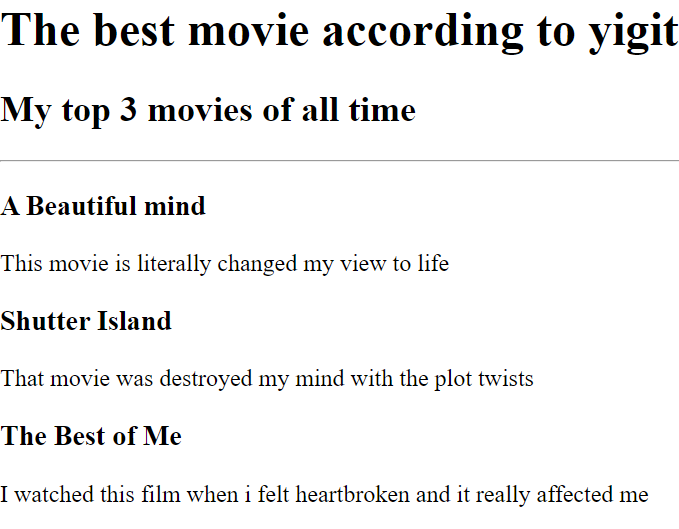 The best movie according to yigit
My top 3 movies of all time
A Beautiful mind
This movie is literally changed my view to life
Shutter Island
That movie was destroyed my mind with the plot twists
The Best of Me
I watched this film when i felt heartbroken and it really affected me